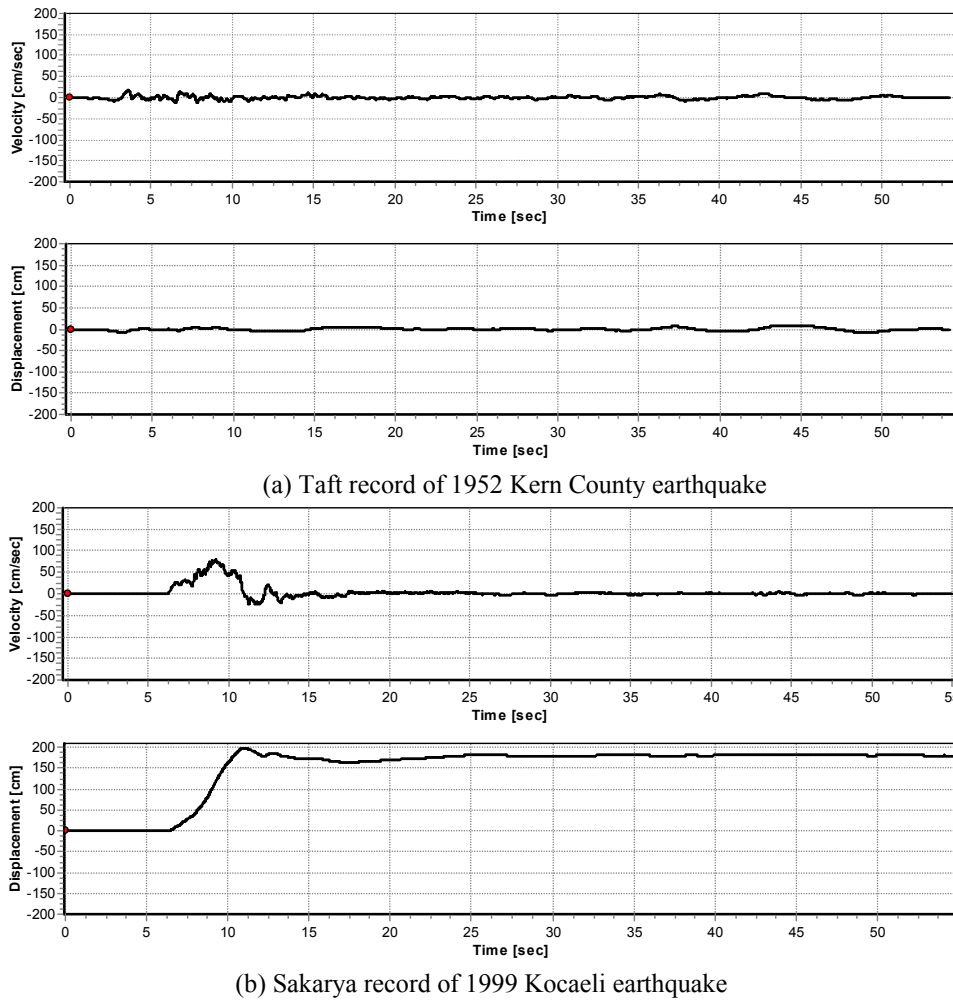 200
150
100
50
0
-50
-100
-150
-200
Velocity [cm/sec]
0 5 10 15 20 25 30 35 40 45 50
Time [sec]
200
150
100
50
0
-50
-100
-150
-200
Displacement [cm]
0 5 10 15 20 25 30 35 40 45 50
Time [sec]
(a) Taft record of 1952 Kern County earthquake
200
150
100
50
0
-50
-100
-150
-200
Velocity [cm/sec]
0 5 10 15 20 25 30 35 40 45 50 55
Time [sec]
200
150
100
50
0
-50
-100
-150
-200
Displacement [cm]
0 5 10 15 20 25 30 35 40 45 50
Time [sec]
(b) Sakarya record of 1999 Kocaeli earthquake